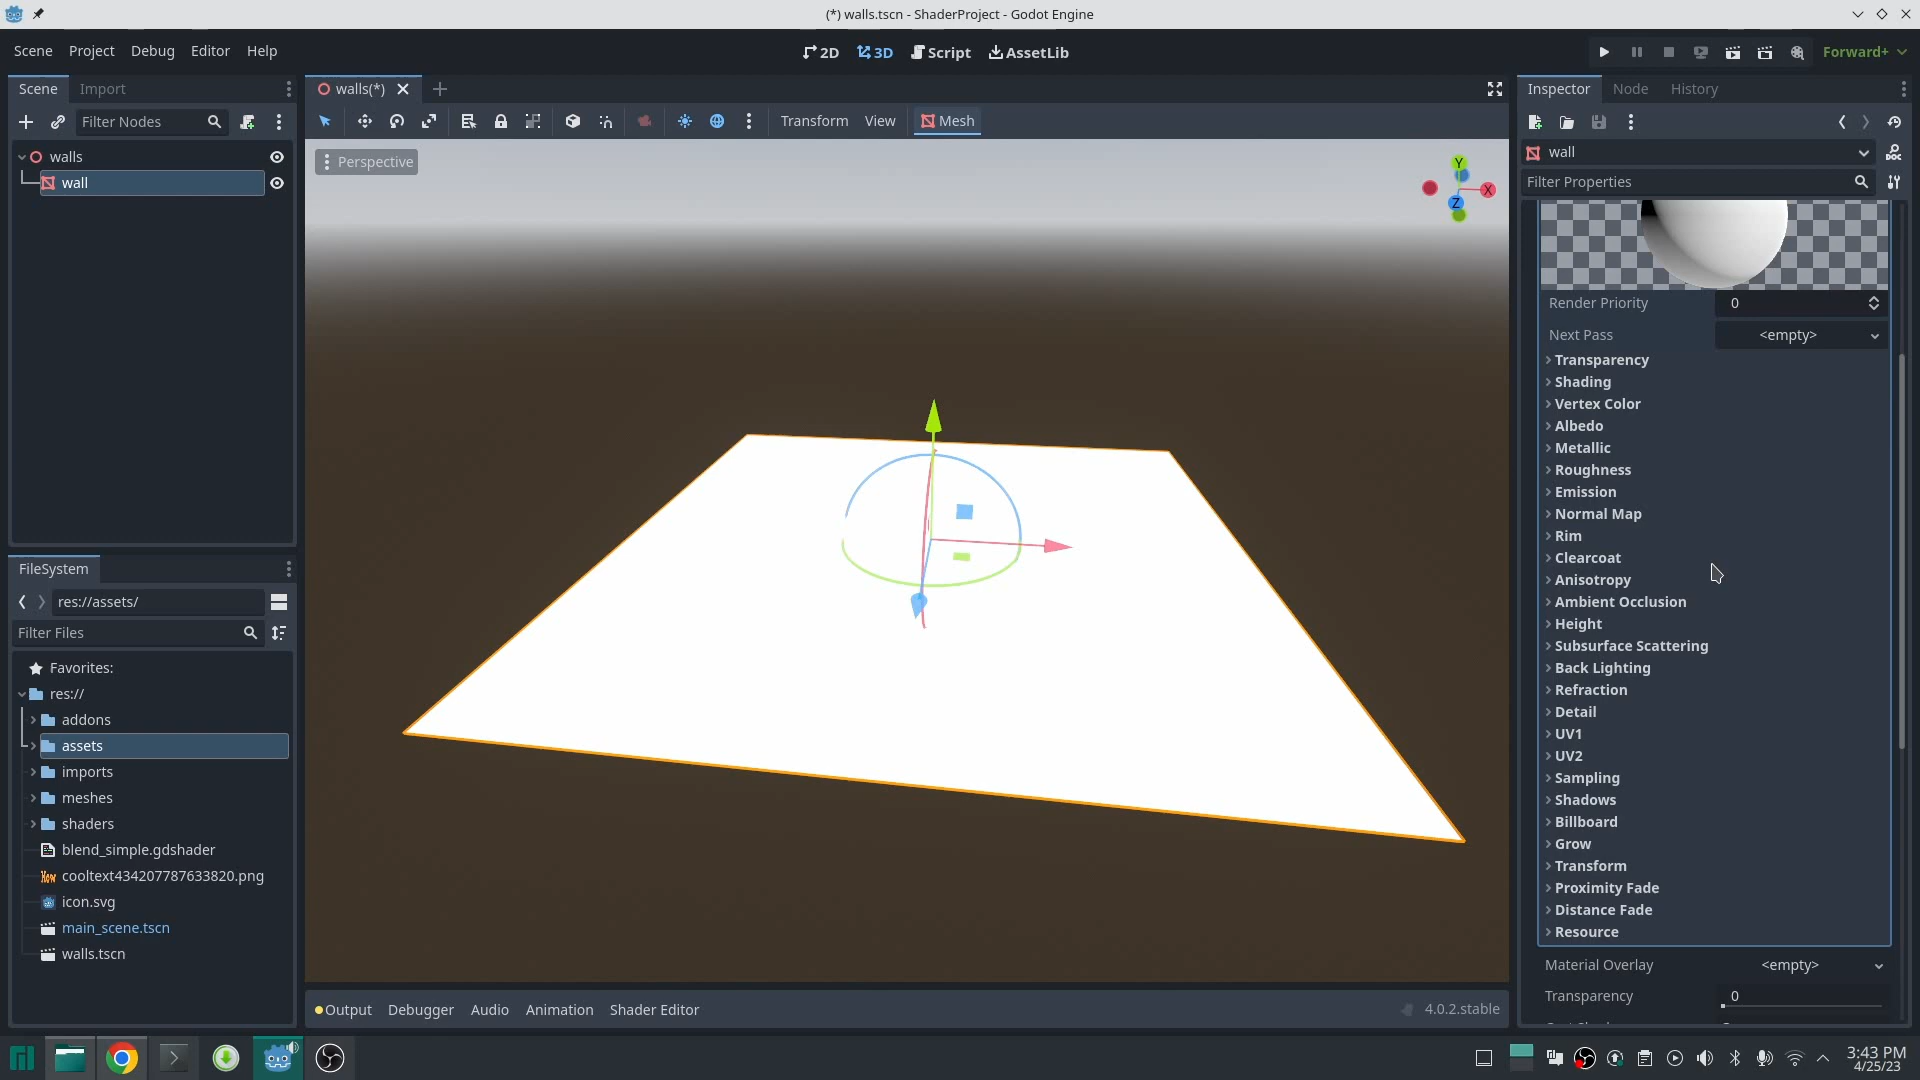 (*) walls.tscn - ShaderProject - Godot Engine
Scene Project Debug Editor Help
2D 3D Script AssetLib
Forward+
Scene Import
walls(*)
Inspector Node History
Filter Nodes
Transform View Mesh
walls
wall
Perspective
Y
X
Z
wall
Filter Properties
Render Priority 0
Next Pass <empty>
Transparency
Shading
Vertex Color
Albedo
Metallic
Roughness
Emission
Normal Map
Rim
Clearcoat
Anisotropy
Ambient Occlusion
Height
Subsurface Scattering
Back Lighting
Refraction
Detail
UV1
UV2
Sampling
Shadows
Billboard
Grow
Transform
Proximity Fade
Distance Fade
Resource
Material Overlay <empty>
Transparency 0
FileSystem
res://assets/
Filter Files
Favorites:
res://
addons
assets
imports
meshes
shaders
blend_simple.gdshader
cooltext434207787633820.png
icon.svg
main_scene.tscn
walls.tscn
Output Debugger Audio Animation Shader Editor
4.0.2.stable
3:43 PM
4/25/23